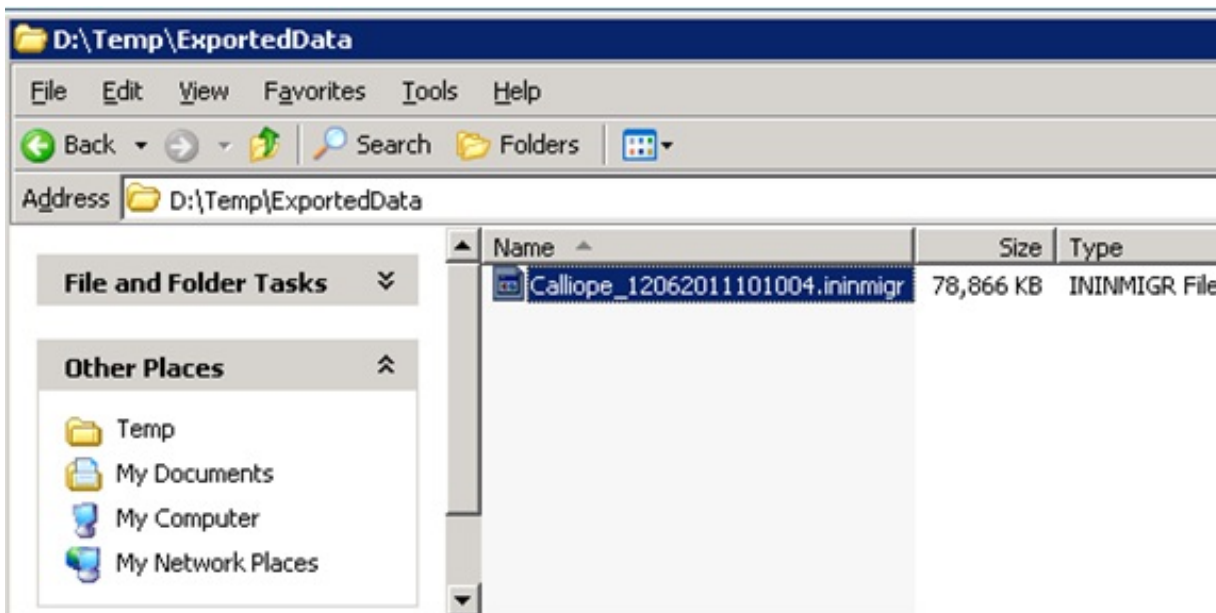 D:\Temp\ExportedData
File Edit View Favorites Tools Help
Back Search Folders
Address D:\Temp\ExportedData
Name Size Type
File and Folder Tasks
Calliope_12062011101004.ininmigr 78,866 KB ININMIGR File
Other Places
Temp
My Documents
My Computer
My Network Places